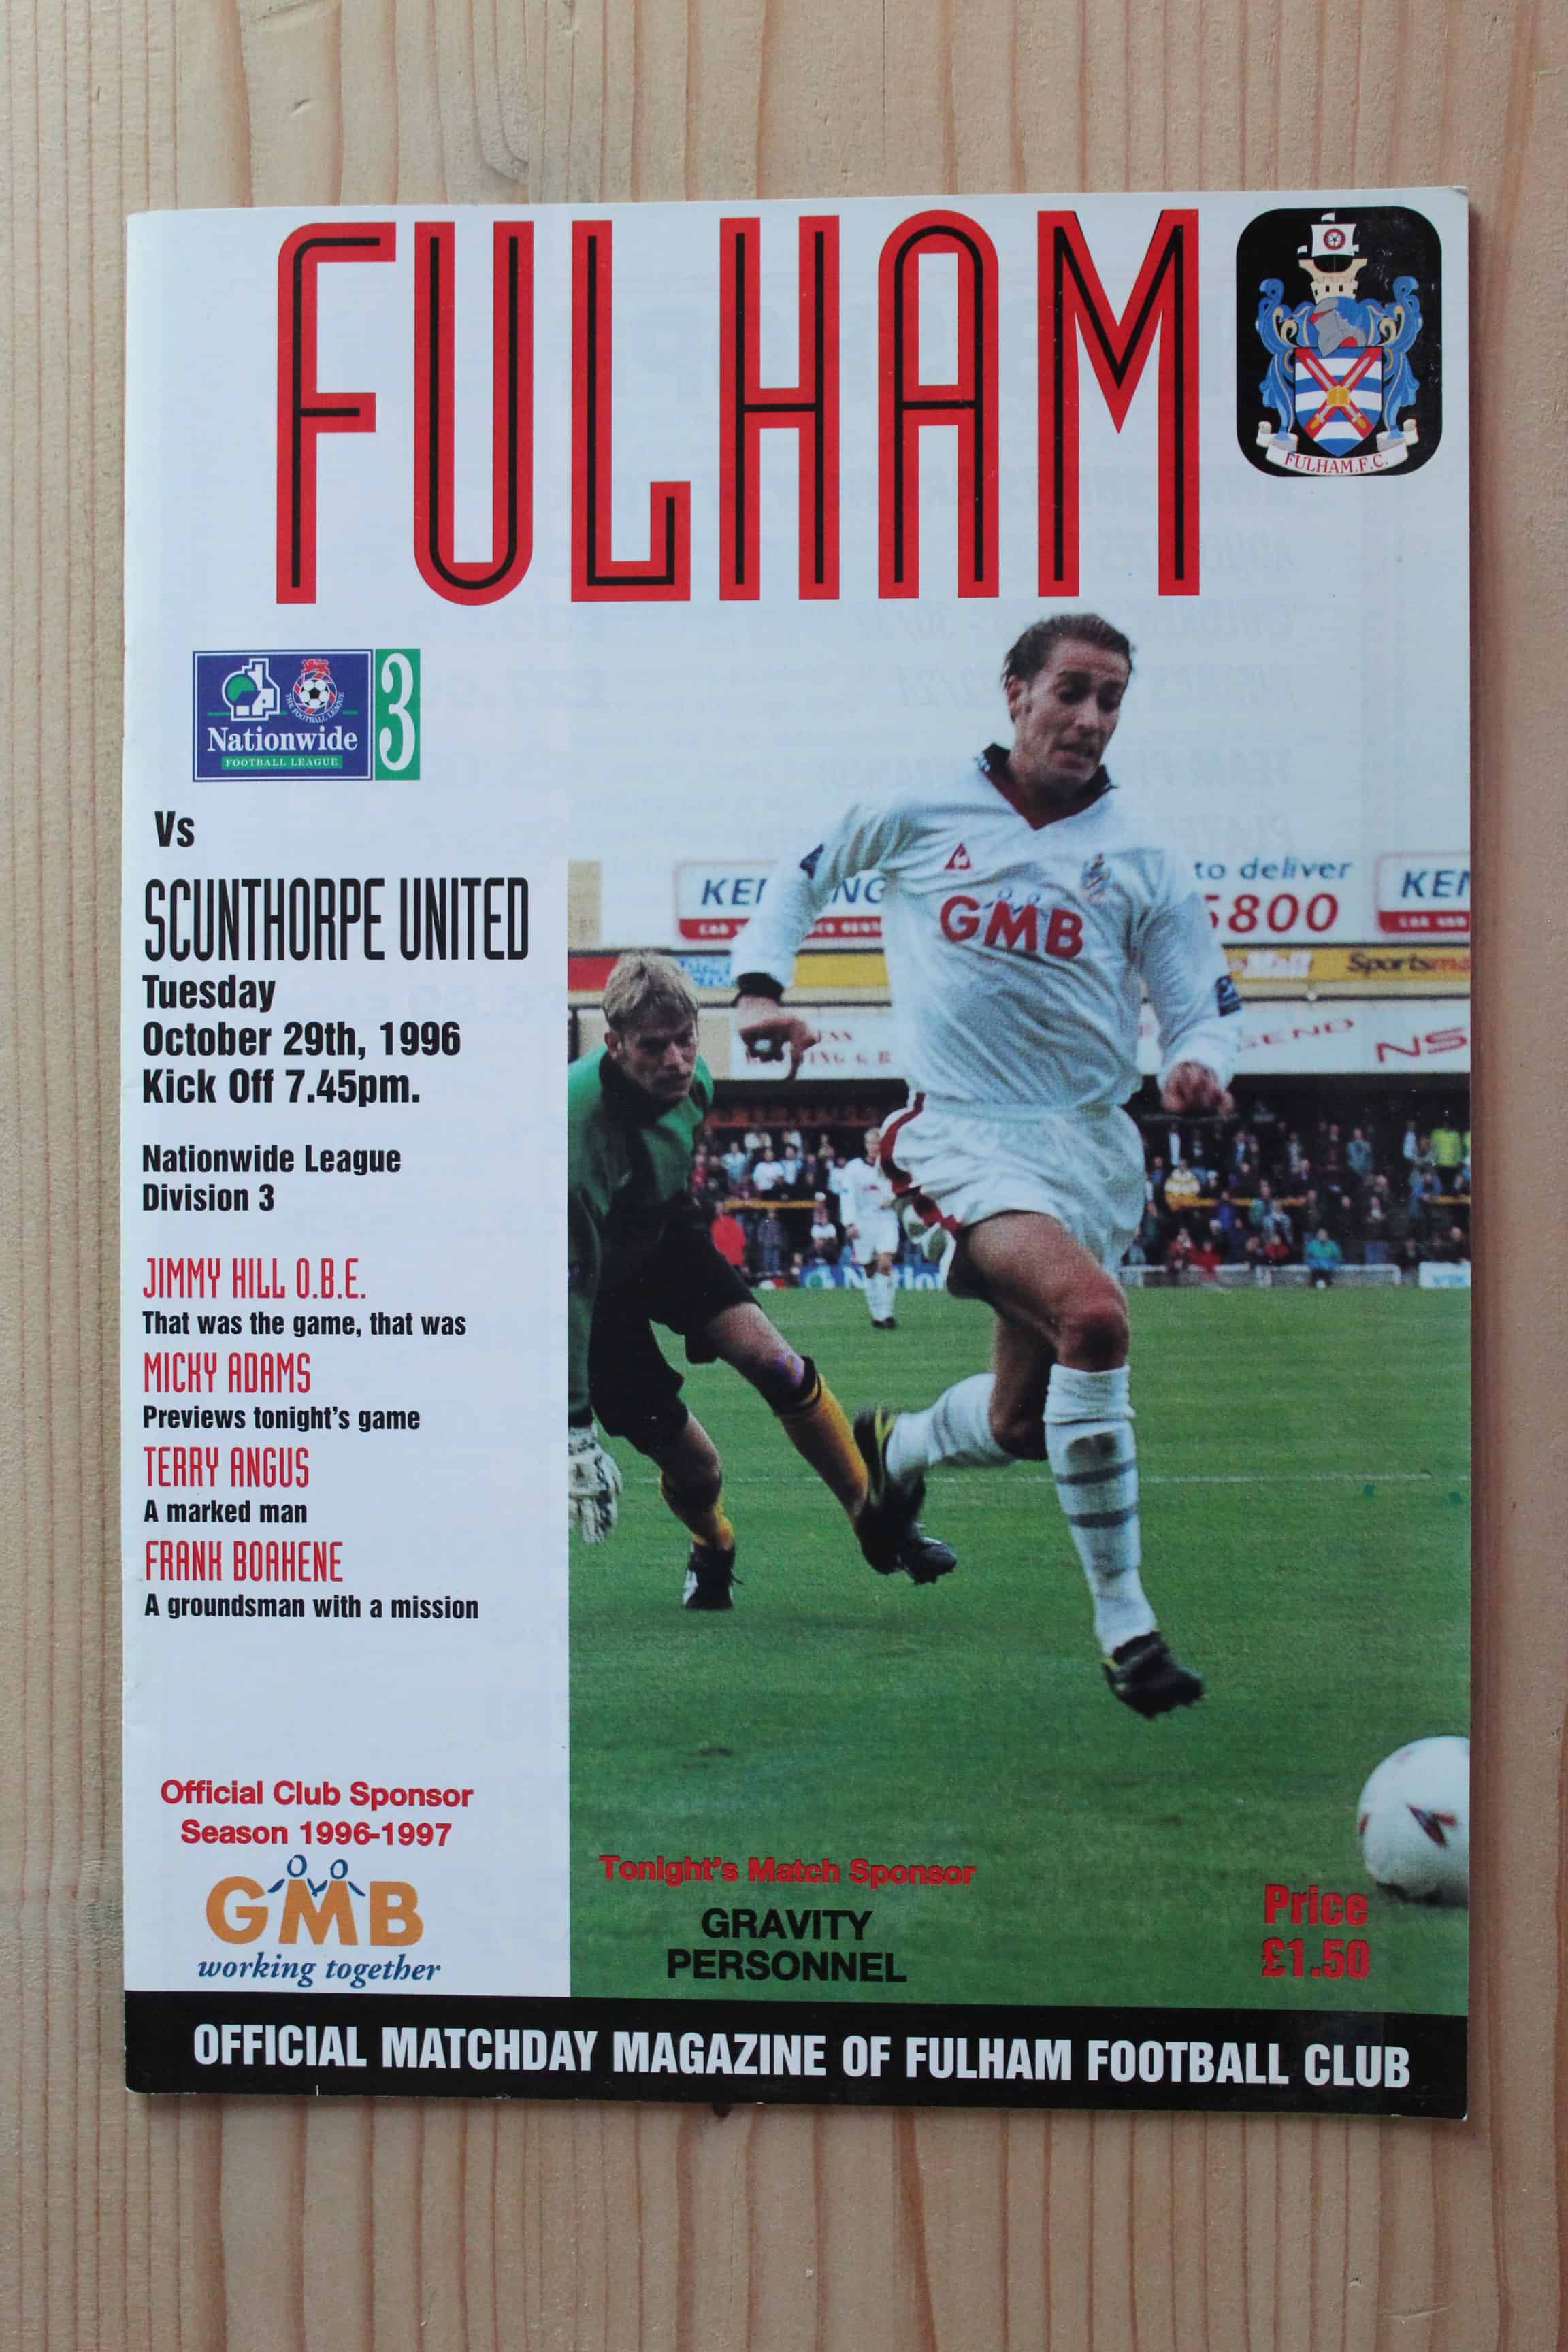 FULHAM
FULHAM.F.C.
THE FOOTBALL LEAGUE
Nationwide
FOOTBALL LEAGUE
3
Vs
SCUNTHORPE UNITED
Tuesday
October 29th, 1996
Kick Off 7.45pm.
Nationwide League
Division 3
JIMMY HILL O.B.E.
That was the game, that was
MICKY ADAMS
Previews tonight's game
TERRY ANGUS
A marked man
FRANK BOAHENE
A groundsman with a mission
to deliver
5800
GMB
Official Club Sponsor
Season 1996-1997
GMB
working together
Tonight's Match Sponsor
GRAVITY
PERSONNEL
Price
£1.50
OFFICIAL MATCHDAY MAGAZINE OF FULHAM FOOTBALL CLUB